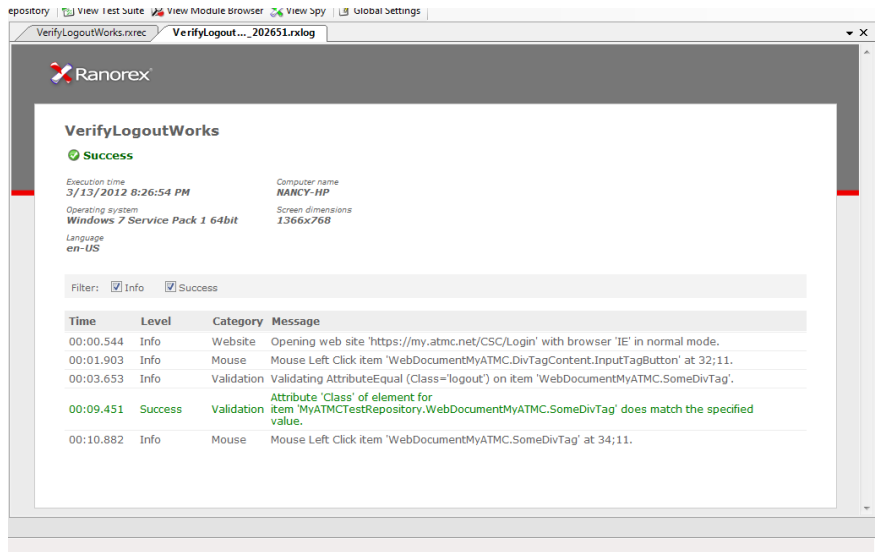 epository View Test Suite View Module Browser View Spy Global Settings
VerifyLogoutWorks.rxrec VerifyLogout..._202651.rxlog
Ranorex
VerifyLogoutWorks
Success
Execution time Computer name
3/13/2012 8:26:54 PM NANCY-HP
Operating system Screen dimensions
Windows 7 Service Pack 1 64bit 1366x768
Language
en-US
Filter: Info Success
Time Level Category Message
00:00.544 Info Website Opening web site 'https://my.atmc.net/CSC/Login' with browser 'IE' in normal mode.
00:01.903 Info Mouse Mouse Left Click item 'WebDocumentMyATMC.DivTagContent.InputTagButton' at 32;11.
00:03.653 Info Validation Validating AttributeEqual (Class='logout') on item 'WebDocumentMyATMC.SomeDivTag'.
Attribute 'Class' of element for
00:09.451 Success Validation item 'MyATMCTestRepository.WebDocumentMyATMC.SomeDivTag' does match the specified
value.
00:10.882 Info Mouse Mouse Left Click item 'WebDocumentMyATMC.SomeDivTag' at 34;11.